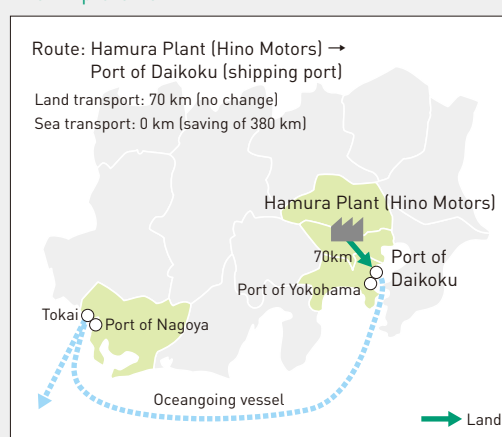 Route: Hamura Plant (Hino Motors) →
Port of Daikoku (shipping port)
Land transport: 70 km (no change)
Sea transport: 0 km (saving of 380 km)
Hamura Plant (Hino Motors)
70km
Port of
Daikoku
Port of Yokohama
Tokai
Port of Nagoya
Oceangoing vessel
Land